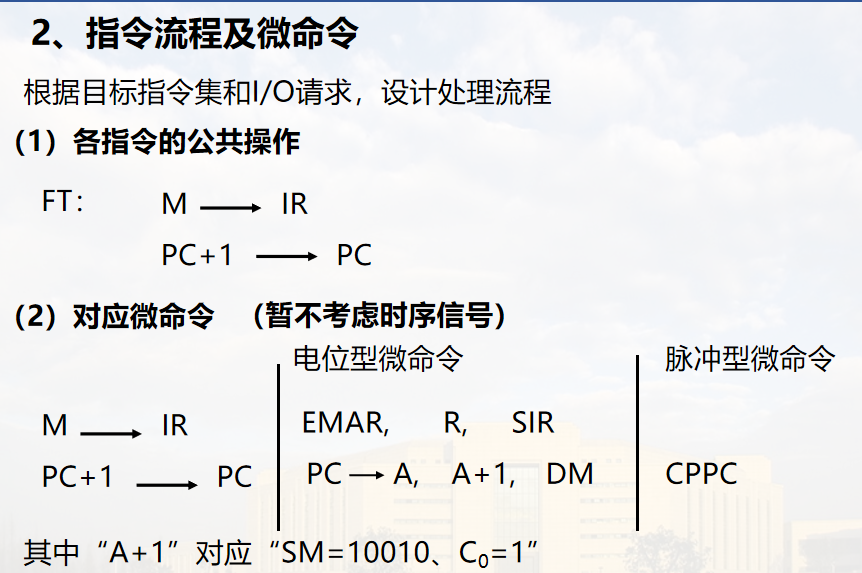 2、指令流程及微命令
根据目标指令集和I/O请求，设计处理流程
（1）各指令的公共操作
FT： M → IR
PC+1 → PC
（2）对应微命令 （暂不考虑时序信号）
电位型微命令 脉冲型微命令
M → IR EMAR, R, SIR
PC+1 → PC PC→A, A+1, DM CPPC
其中“A+1”对应“SM=10010、C₀=1”